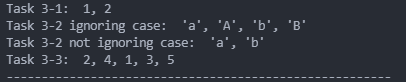 Task 3-1:  1, 2
Task 3-2 ignoring case:  'a', 'A', 'b', 'B'
Task 3-2 not ignoring case:  'a', 'b'
Task 3-3:  2, 4, 1, 3, 5
----------------------------------------------------